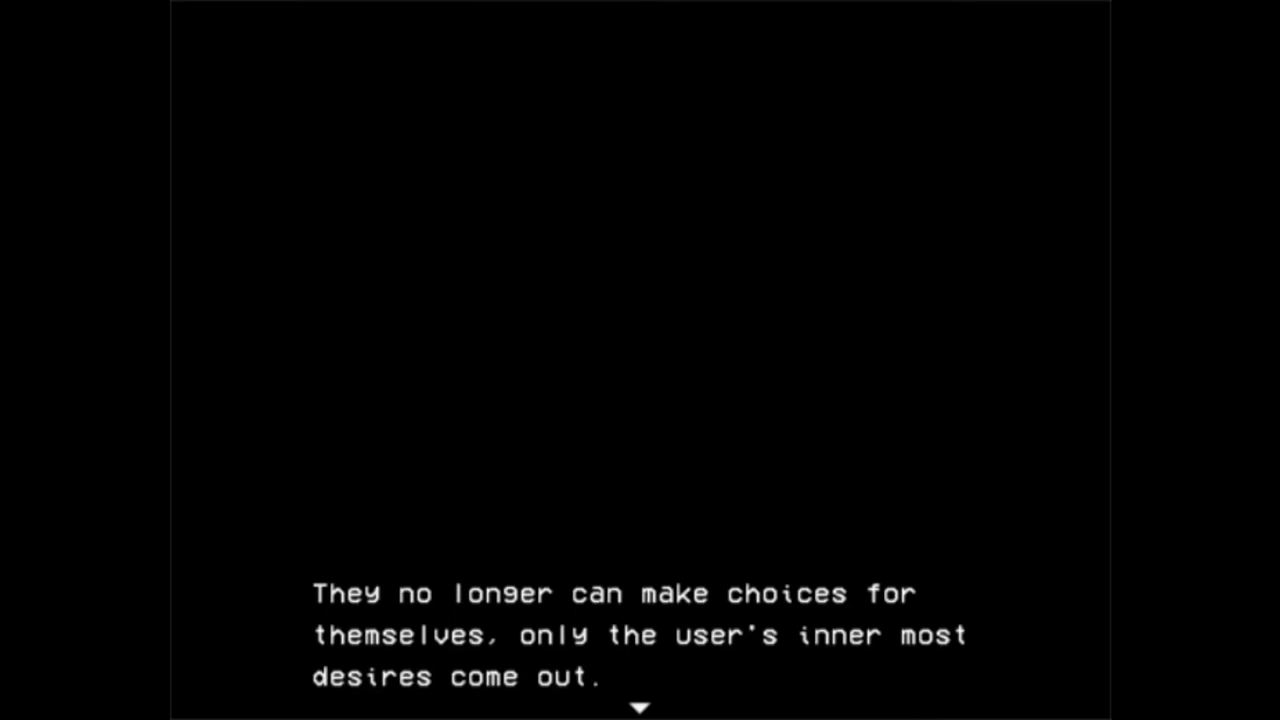 They no longer can make choices for
themselves, only the user's inner most
desires come out.